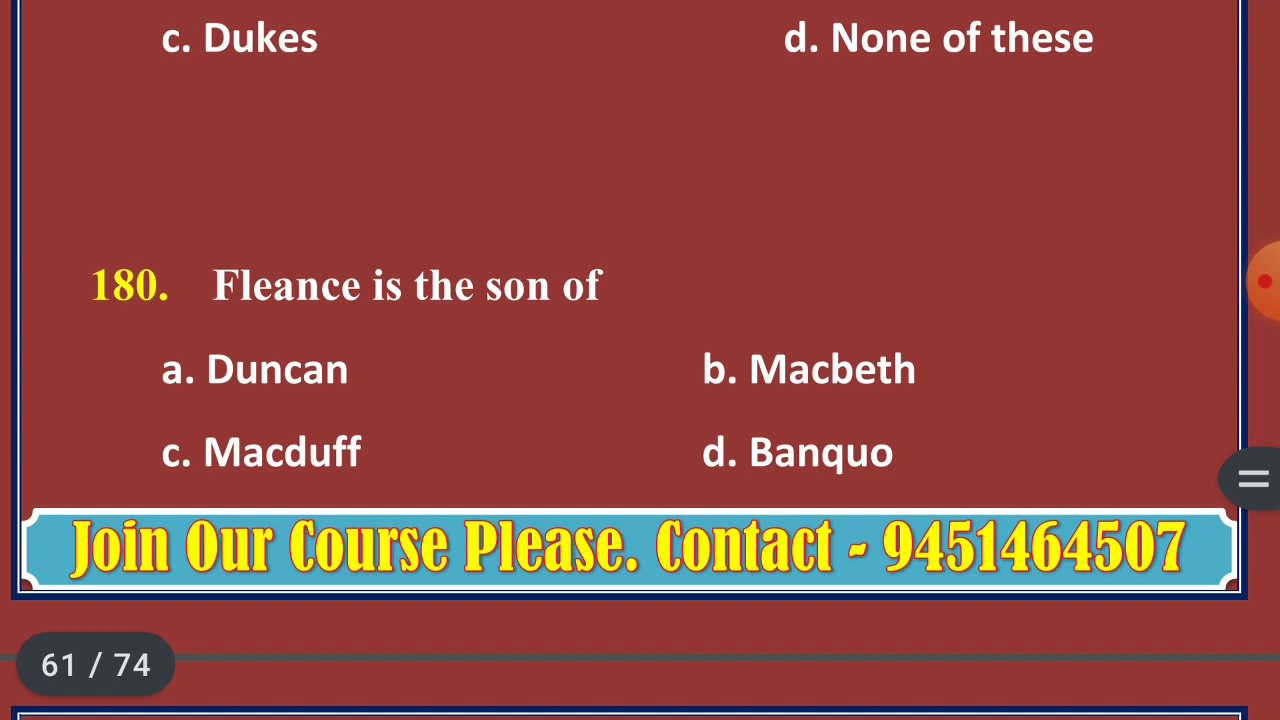 c. Dukes d. None of these
180. Fleance is the son of
a. Duncan b. Macbeth
c. Macduff d. Banquo
Join Our Course Please. Contact - 9451464507
61 / 74